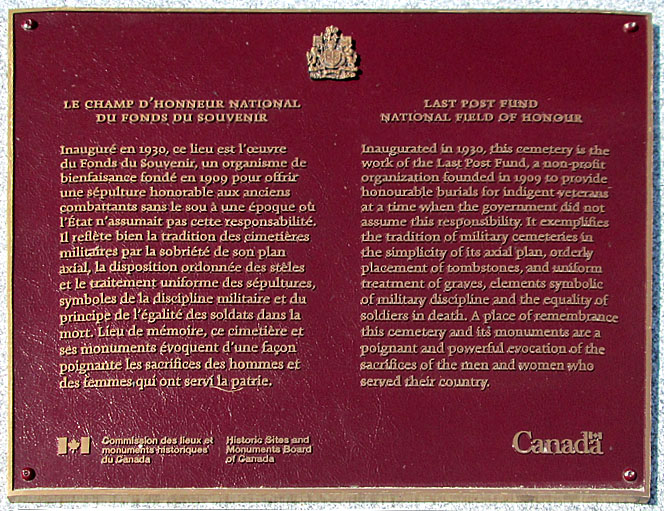 LE CHAMP D'HONNEUR NATIONAL
DU FONDS DU SOUVENIR
Inauguré en 1930, ce lieu est l'œuvre
du Fonds du Souvenir, un organisme de
bienfaisance fondé en 1909 pour offrir
une sépulture honorable aux anciens
combattants sans le sou à une époque où
l'État n'assumait pas cette responsabilité.
Il reflète bien la tradition des cimetières
militaires par la sobriété de son plan
axial, la disposition ordonnée des stèles
et le traitement uniforme des sépultures,
symboles de la discipline militaire et du
principe de l'égalité des soldats dans la
mort. Lieu de mémoire, ce cimetière et
ses monuments évoquent d'une façon
poignante les sacrifices des hommes et
des femmes qui ont servi la patrie.
LAST POST FUND
NATIONAL FIELD OF HONOUR
Inaugurated in 1930, this cemetery is the
work of the Last Post Fund, a non-profit
organization founded in 1909 to provide
honourable burials for indigent veterans
at a time when the government did not
assume this responsibility. It exemplifies
the tradition of military cemeteries in
the simplicity of its axial plan, orderly
placement of tombstones, and uniform
treatment of graves, elements symbolic
of military discipline and the equality of
soldiers in death. A place of remembrance
this cemetery and its monuments are a
poignant and powerful evocation of the
sacrifices of the men and women who
served their country.
Commission des lieux et
monuments historiques
du Canada
Historic Sites and
Monuments Board
of Canada
Canada